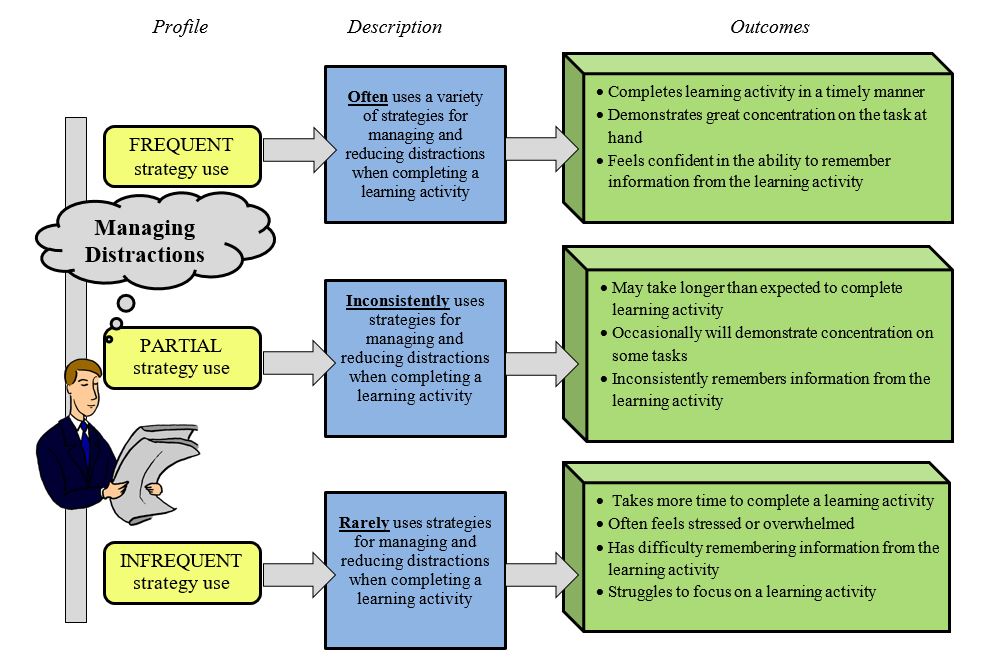 Profile
Description
Outcomes
FREQUENT
strategy use
Often uses a variety
of strategies for
managing and
reducing distractions
when completing a
learning activity
• Completes learning activity in a timely manner
• Demonstrates great concentration on the task at
hand
• Feels confident in the ability to remember
information from the learning activity
Managing
Distractions
PARTIAL
strategy use
Inconsistently uses
strategies for
managing and
reducing distractions
when completing a
learning activity
• May take longer than expected to complete
learning activity
• Occasionally will demonstrate concentration on
some tasks
• Inconsistently remembers information from the
learning activity
INFREQUENT
strategy use
Rarely uses strategies
for managing and
reducing distractions
when completing a
learning activity
• Takes more time to complete a learning activity
• Often feels stressed or overwhelmed
• Has difficulty remembering information from the
learning activity
• Struggles to focus on a learning activity